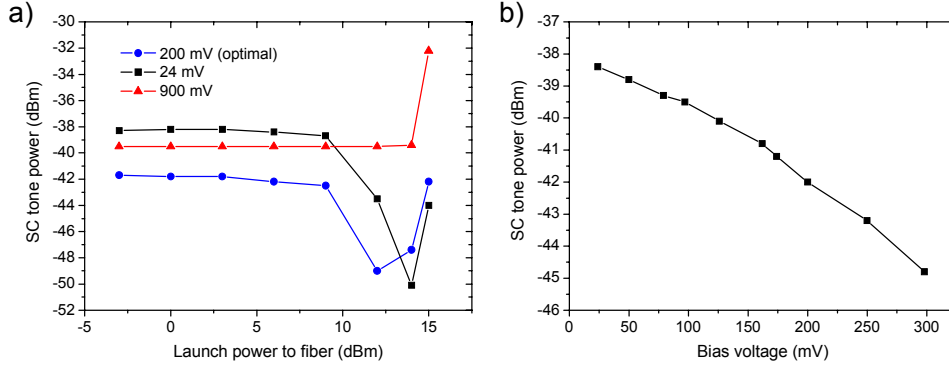 a)
-30
-32
-34
-36
-38
-40
-42
-44
-46
-48
-50
-52
SC tone power (dBm)
200 mV (optimal)
24 mV
900 mV
-5 0 5 10 15
Launch power to fiber (dBm)
b)
-37
-38
-39
-40
-41
-42
-43
-44
-45
-46
SC tone power (dBm)
0 50 100 150 200 250 300
Bias voltage (mV)